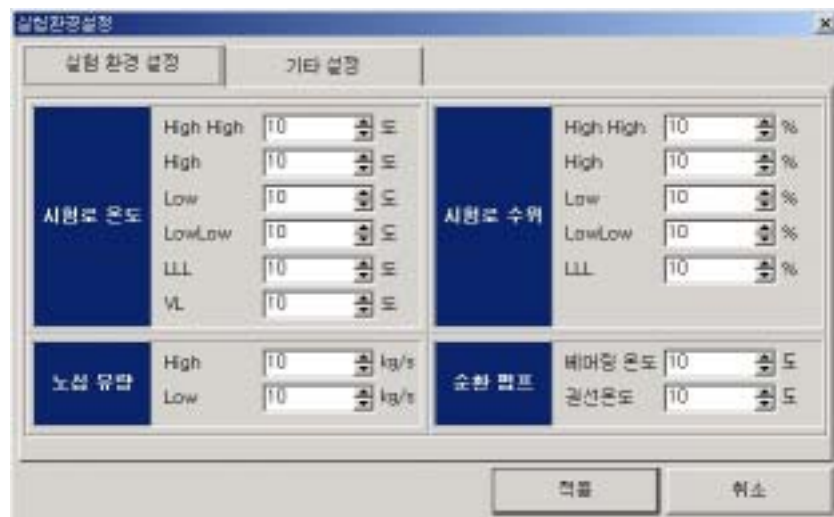 실험환경설정
실험 환경 설정
기타 설정
시험로 온도
High High 10 도
High 10 도
Low 10 도
LowLow 10 도
LLL 10 도
VL 10 도
시험로 수위
High High 10 %
High 10 %
Low 10 %
LowLow 10 %
LLL 10 %
노심 유량
High 10 kg/s
Low 10 kg/s
순환 펌프
베어링 온도 10 도
권선온도 10 도
적용
취소